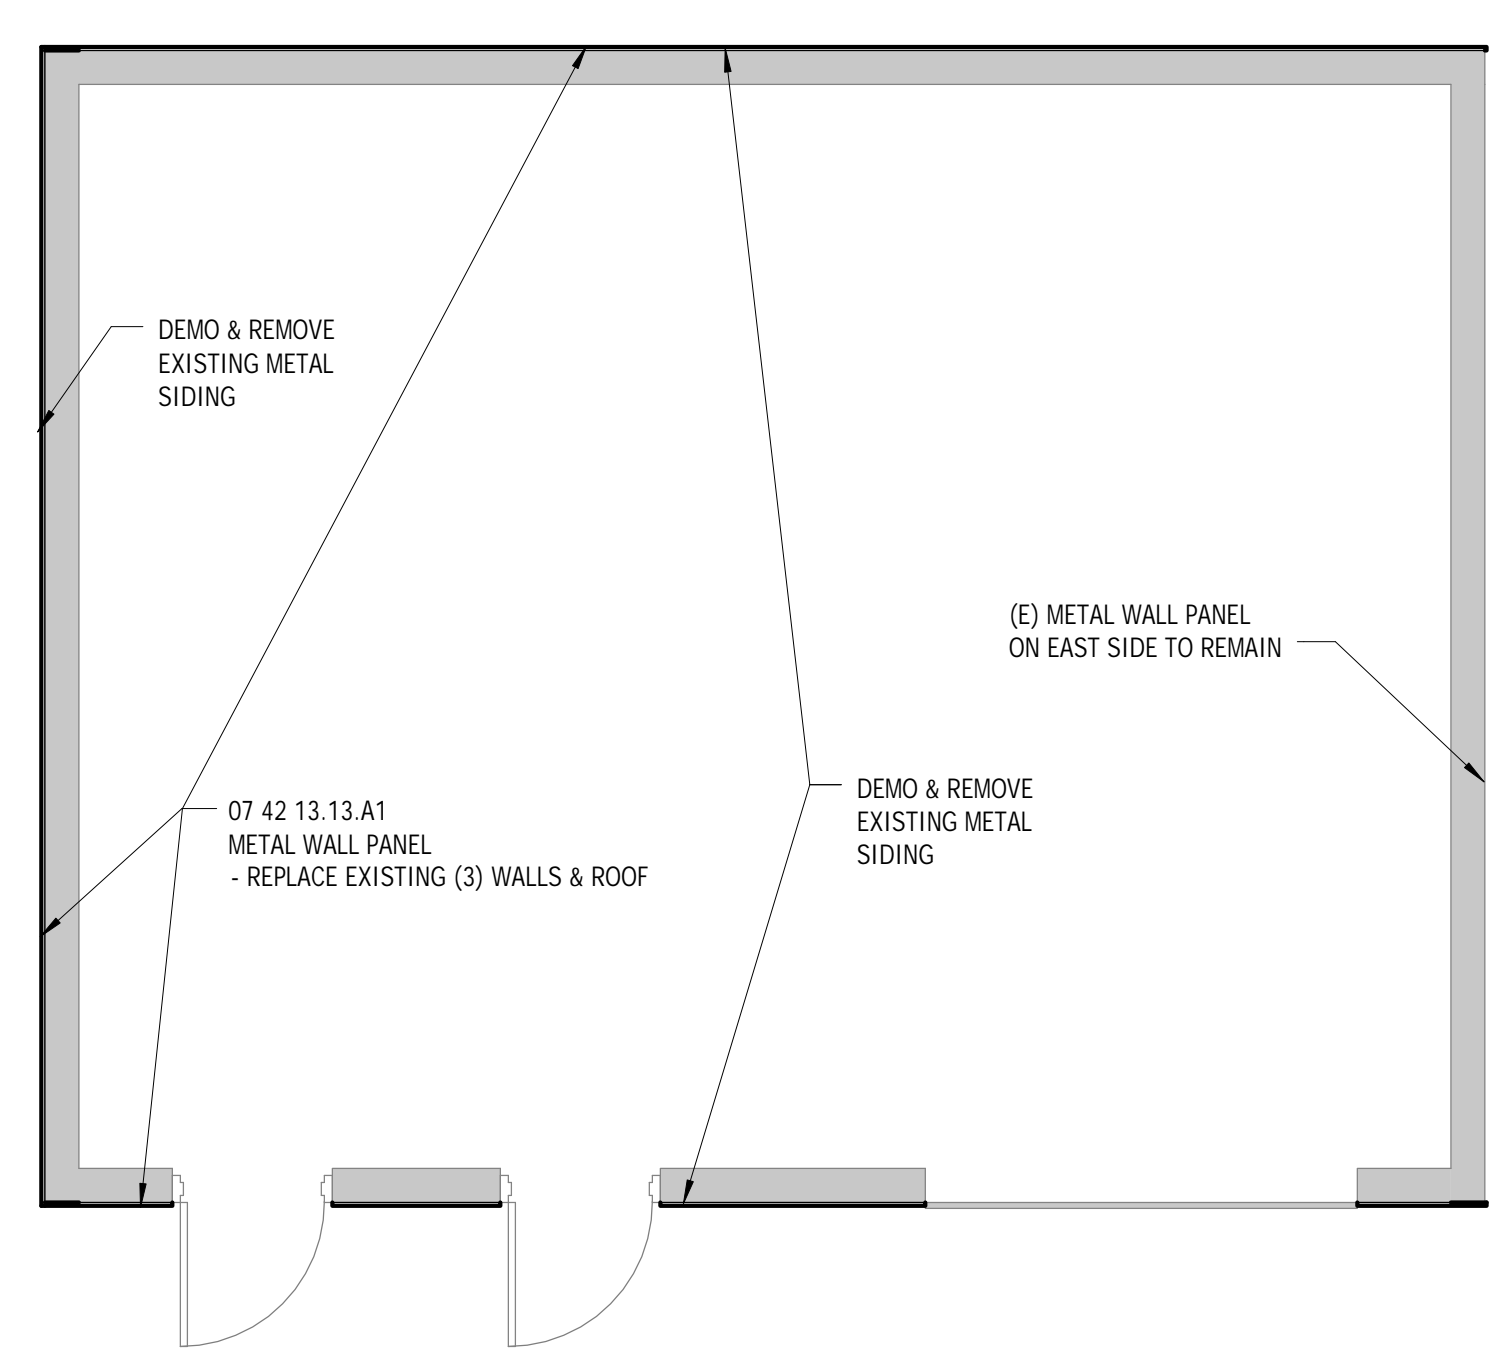 DEMO & REMOVE
EXISTING METAL
SIDING
(E) METAL WALL PANEL
ON EAST SIDE TO REMAIN
07 42 13.13.A1
METAL WALL PANEL
- REPLACE EXISTING (3) WALLS & ROOF
DEMO & REMOVE
EXISTING METAL
SIDING